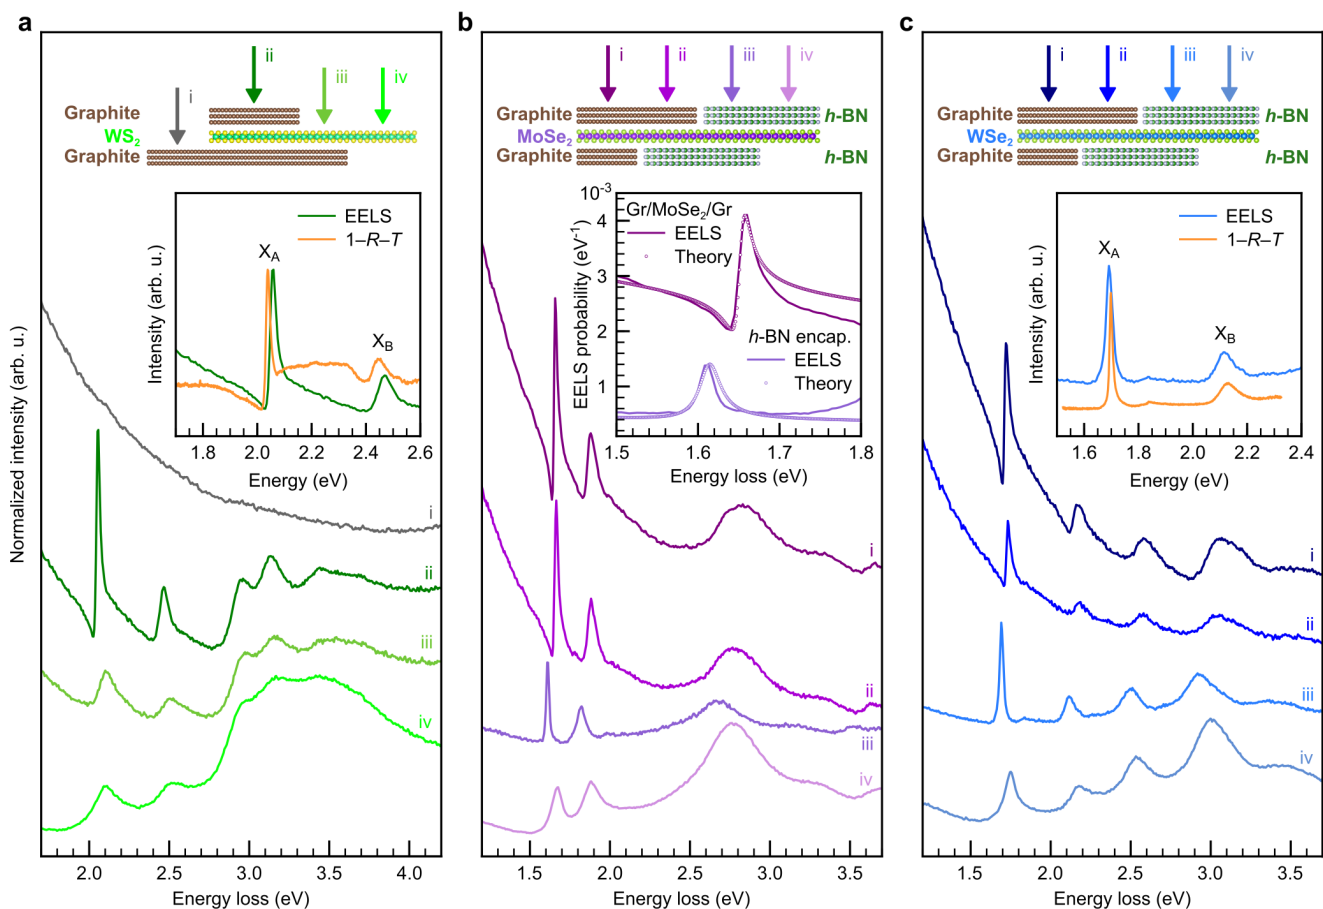 a
i
ii
iii
iv
Graphite
WS2
Graphite
EELS
1–R–T
XA
XB
Intensity (arb. u.)
1.8 2.0 2.2 2.4 2.6
Energy (eV)
Normalized intensity (arb. u.)
i
ii
iii
iv
2.0 2.5 3.0 3.5 4.0
Energy loss (eV)
b
i ii iii iv
Graphite h-BN
MoSe2
Graphite h-BN
10-3
Gr/MoSe2/Gr
EELS
Theory
h-BN encap.
EELS
Theory
EELS probability (eV-1)
4
3
2
1
1.5 1.6 1.7 1.8
Energy loss (eV)
i
ii
iii
iv
1.5 2.0 2.5 3.0 3.5
Energy loss (eV)
c
i ii iii iv
Graphite h-BN
WSe2
Graphite h-BN
EELS
1–R–T
XA
XB
Intensity (arb. u.)
1.6 1.8 2.0 2.2 2.4
Energy (eV)
i
ii
iii
iv
1.5 2.0 2.5 3.0 3.5
Energy loss (eV)